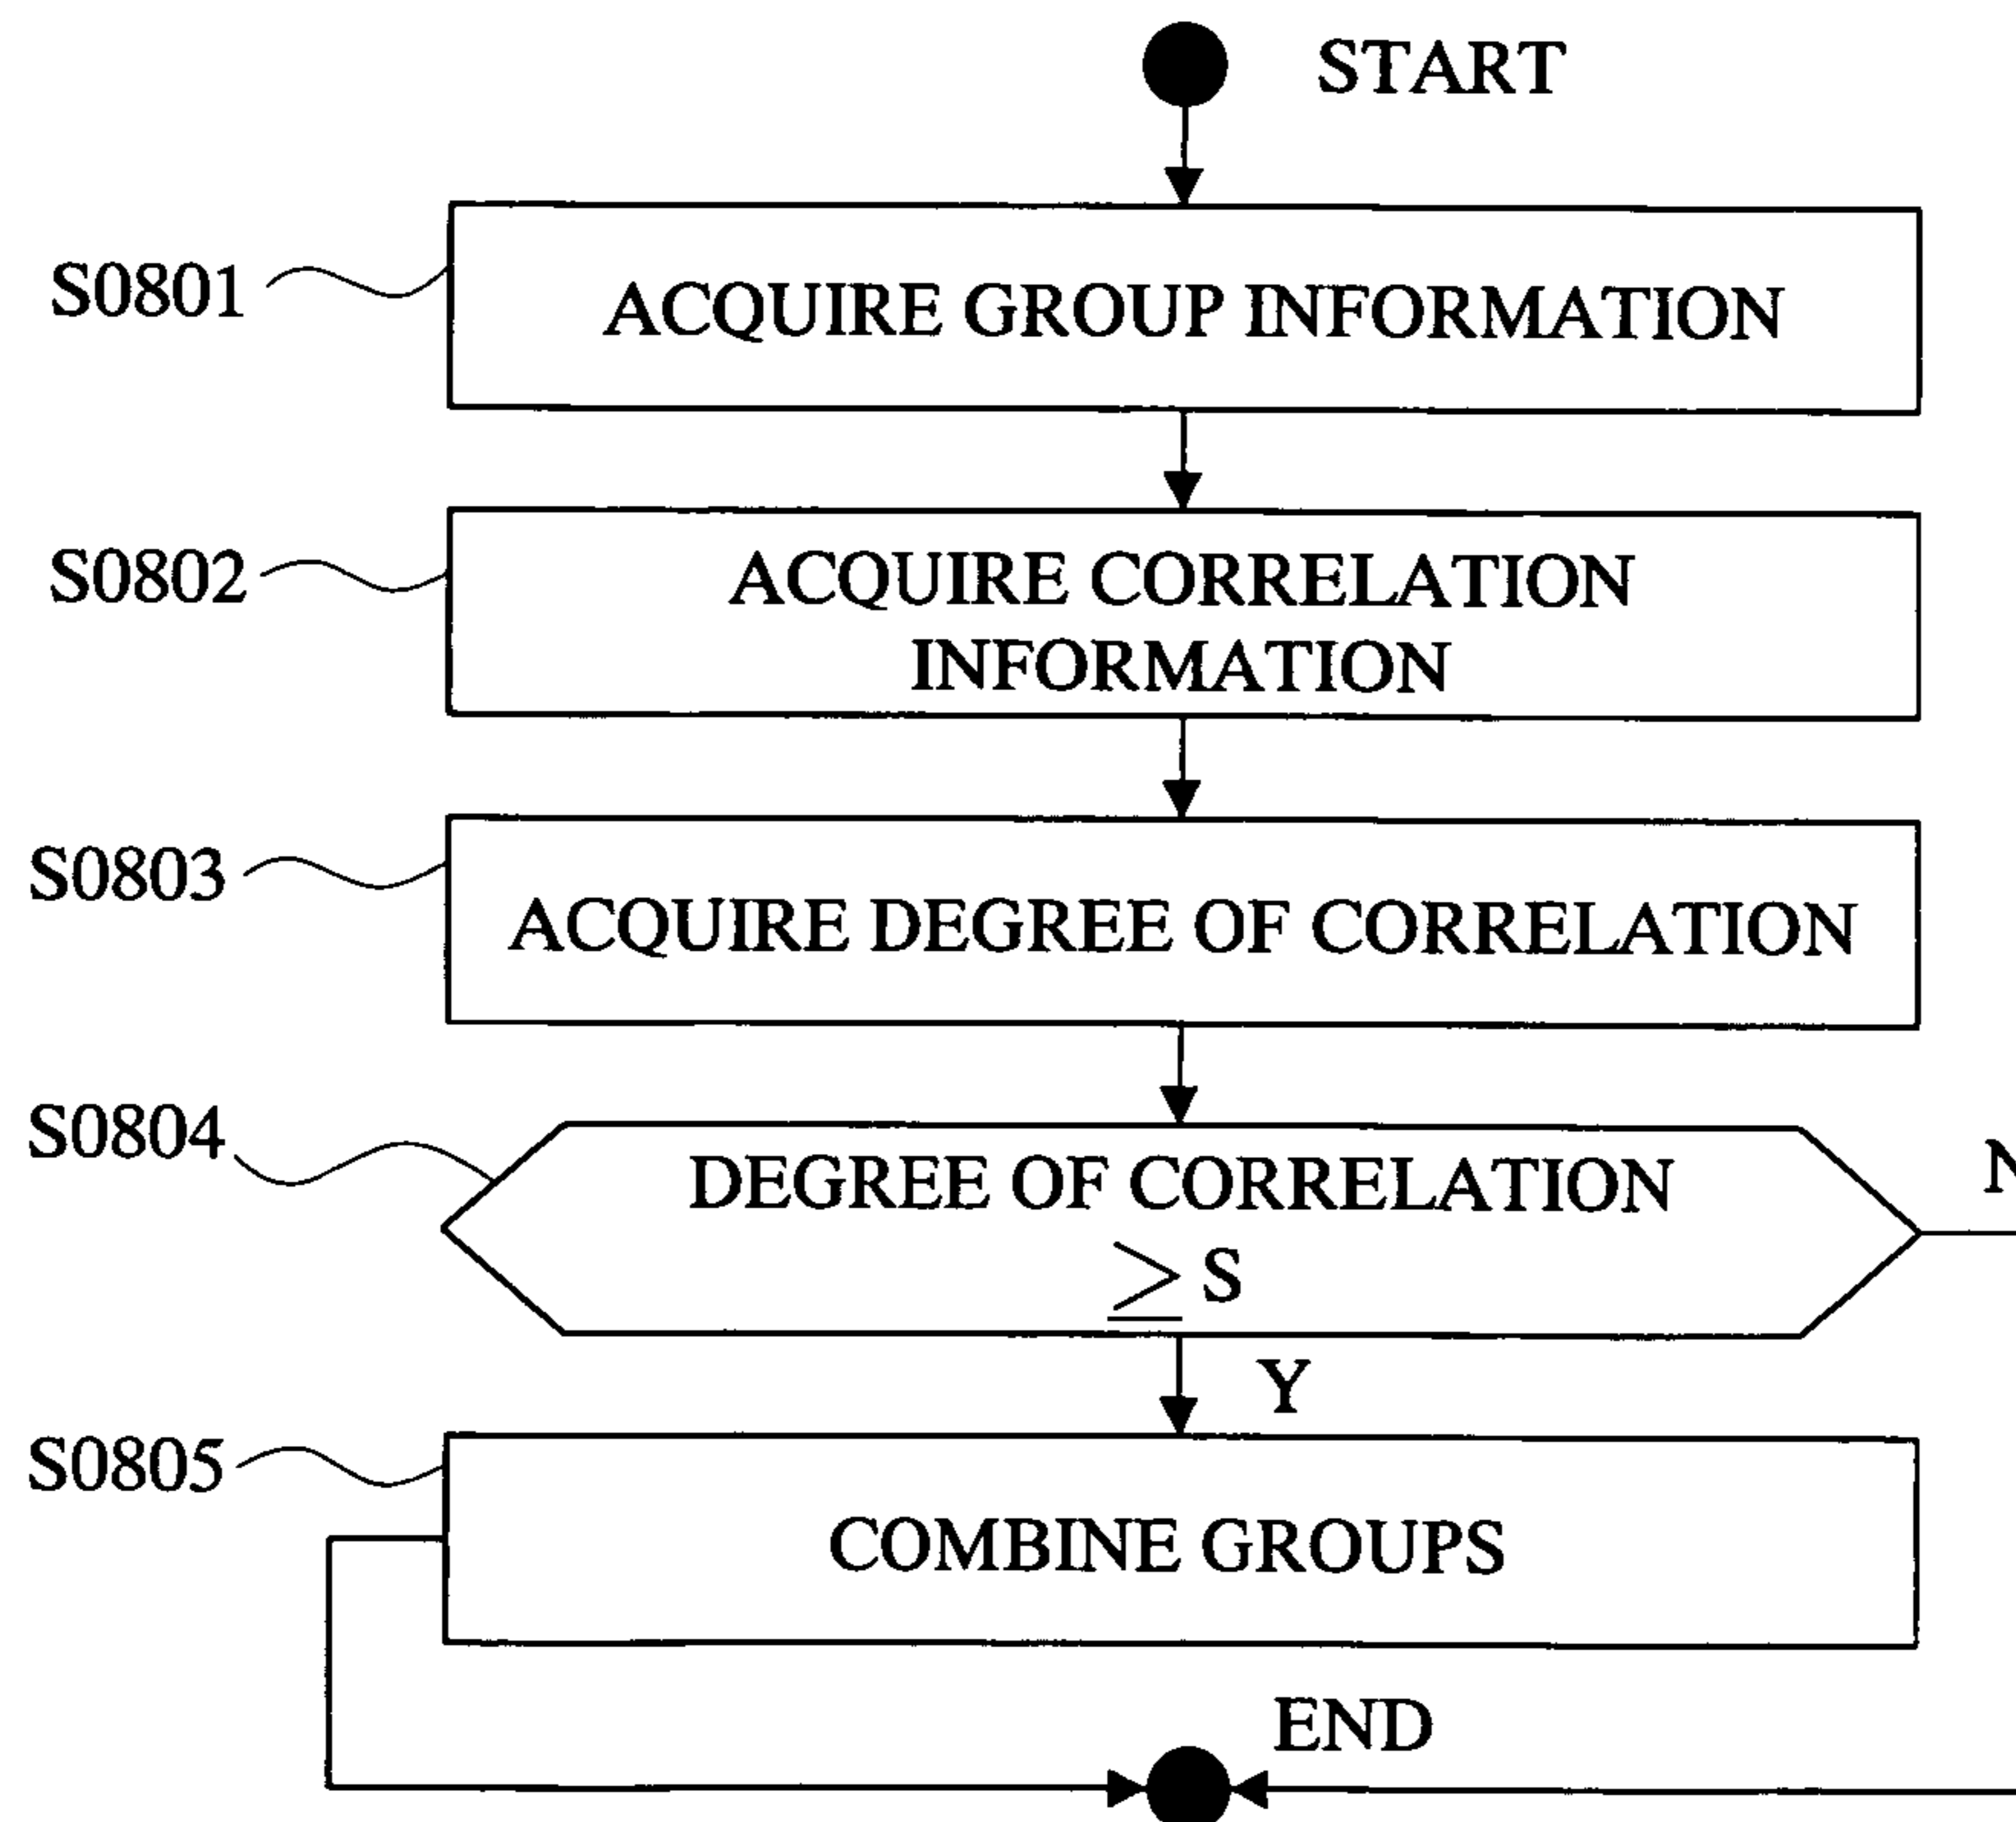 START
S0801
ACQUIRE GROUP INFORMATION
S0802
ACQUIRE CORRELATION
INFORMATION
S0803
ACQUIRE DEGREE OF CORRELATION
S0804
DEGREE OF CORRELATION
≥ S
N
Y
S0805
COMBINE GROUPS
END